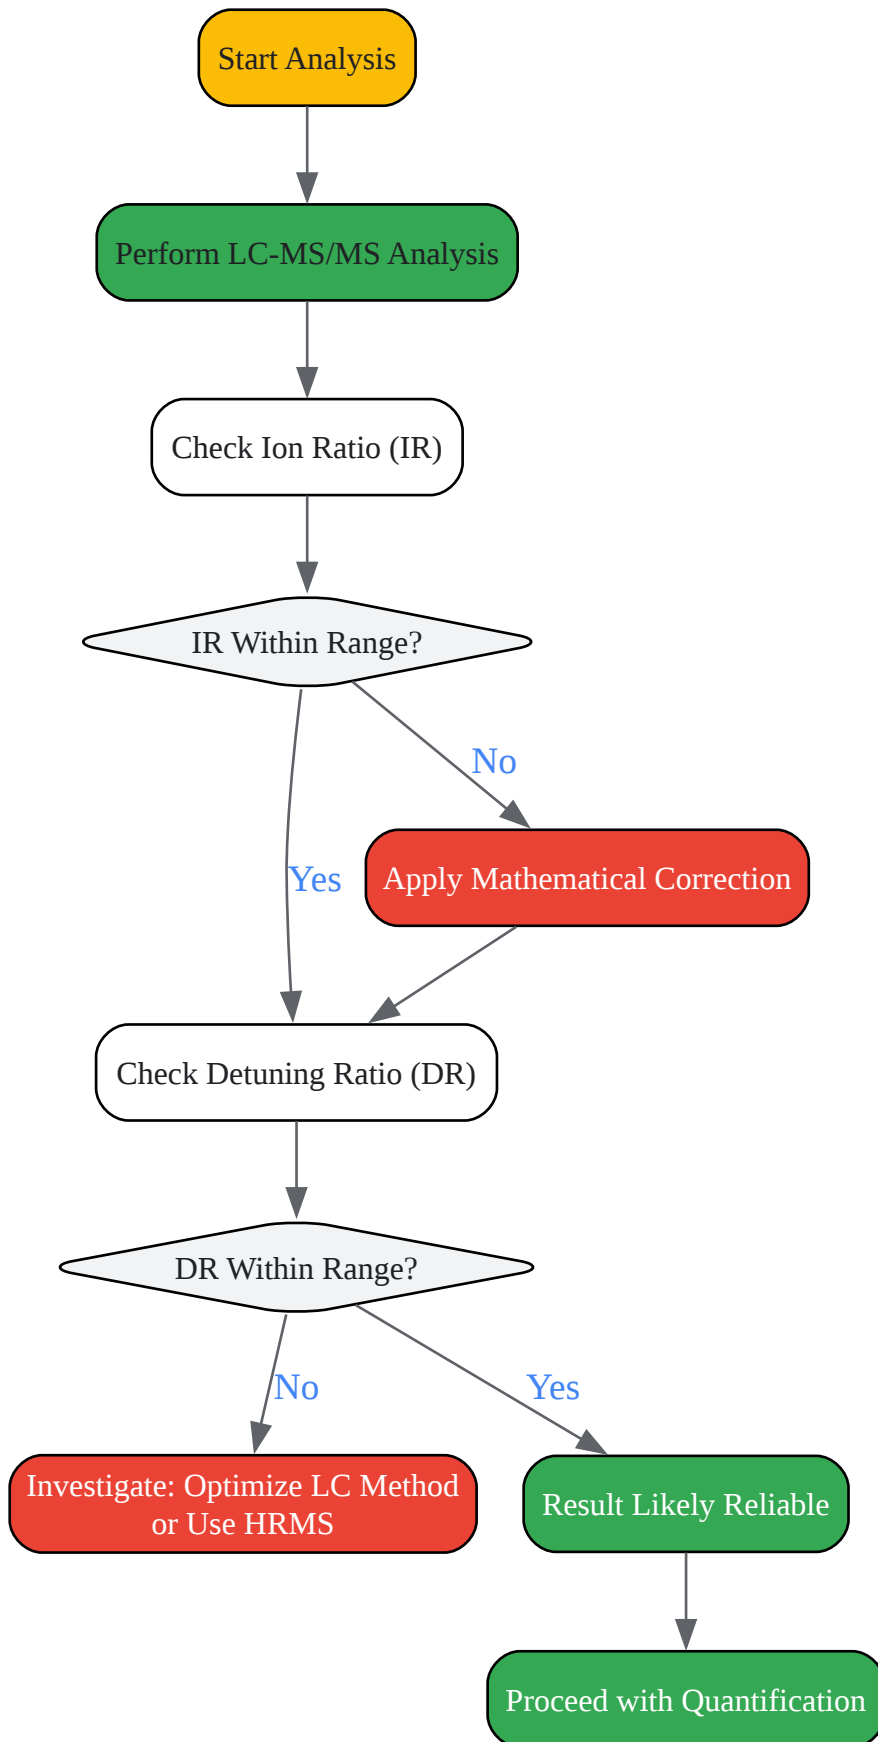 Start Analysis
Perform LC-MS/MS Analysis
Check Ion Ratio (IR)
IR Within Range?
No
Yes
Apply Mathematical Correction
Check Detuning Ratio (DR)
DR Within Range?
No
Yes
Investigate: Optimize LC Method
or Use HRMS
Result Likely Reliable
Proceed with Quantification